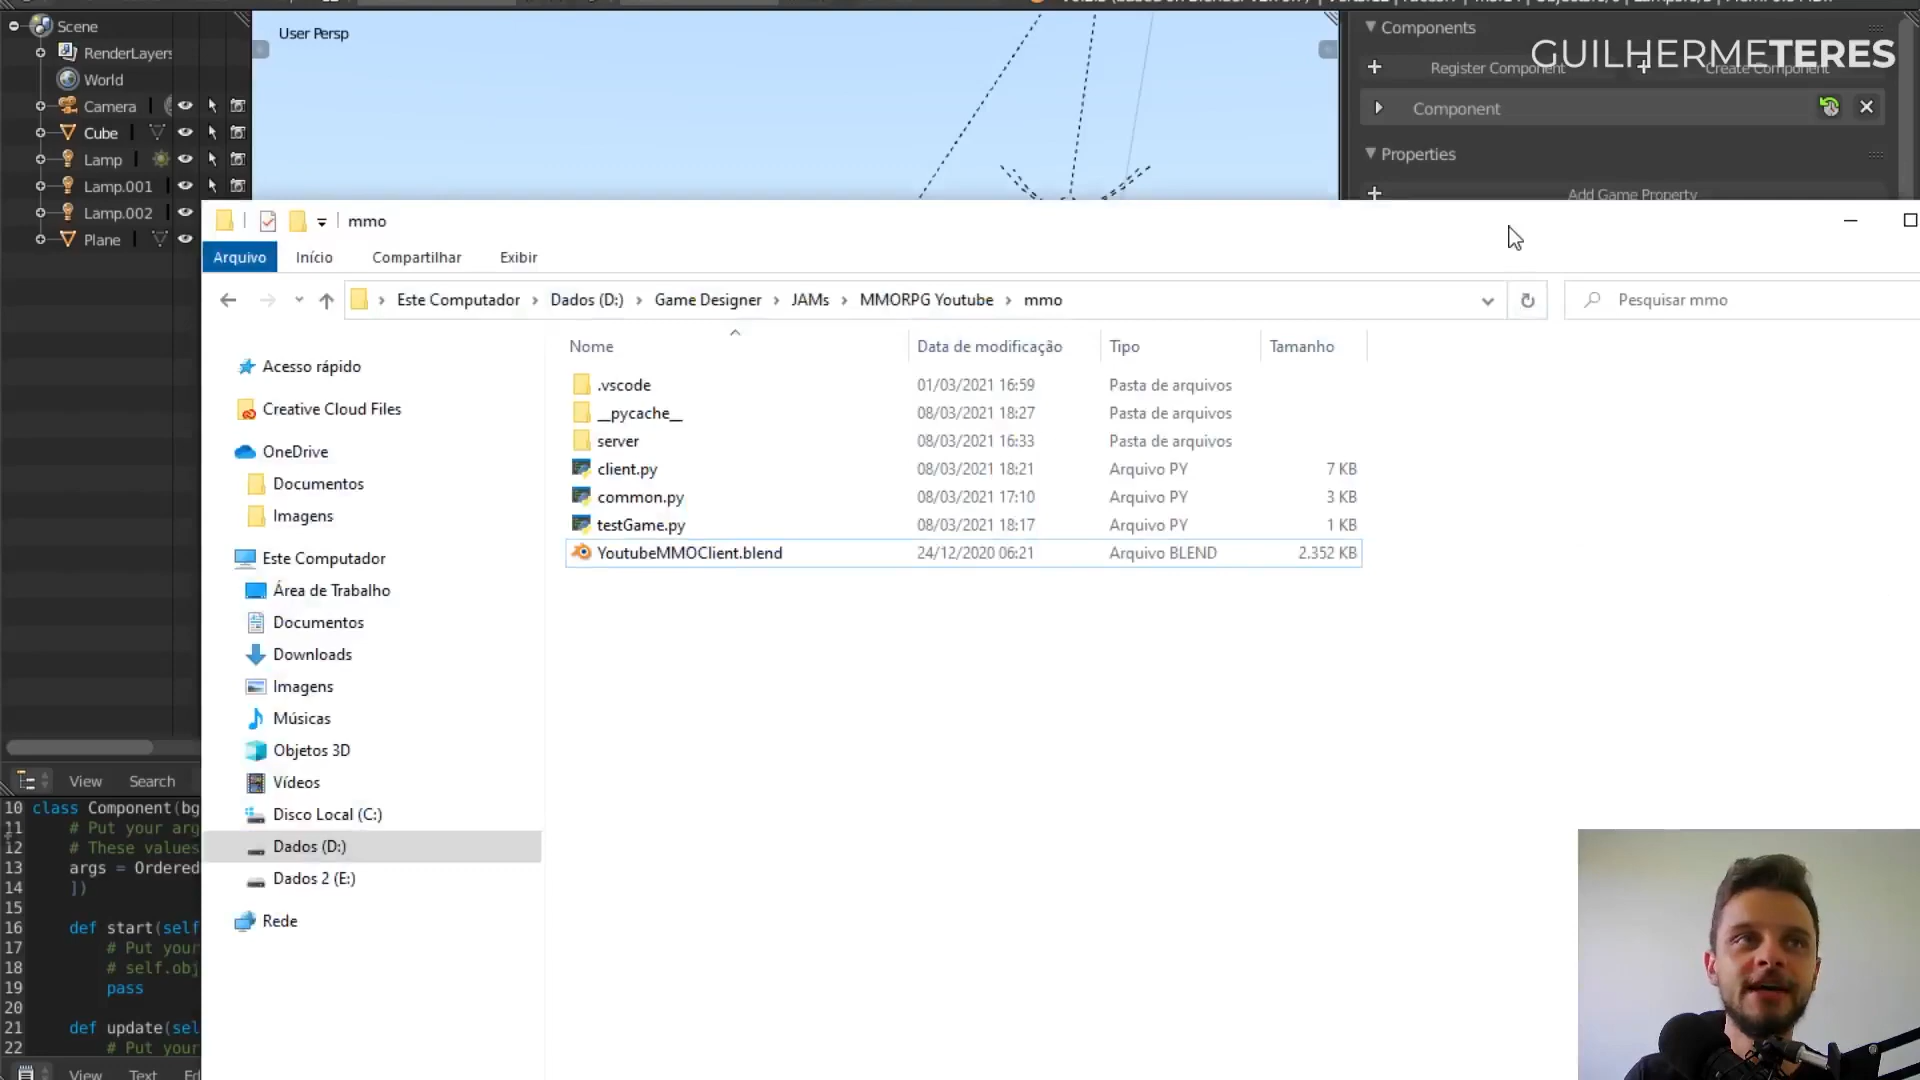 Scene
RenderLayers
World
Camera
Cube
Lamp
Lamp.001
Lamp.002
Plane
User Persp
Components
GUILHERMETERES
Register Component
Create Component
Component
Properties
Add Game Property
mmo
Arquivo Início Compartilhar Exibir
Este Computador Dados (D:) Game Designer JAMs MMORPG Youtube mmo
Pesquisar mmo
Acesso rápido
Creative Cloud Files
OneDrive
Documentos
Imagens
Este Computador
Área de Trabalho
Documentos
Downloads
Imagens
Músicas
Objetos 3D
Vídeos
Disco Local (C:)
Dados (D:)
Dados 2 (E:)
Rede
Nome Data de modificação Tipo Tamanho
.vscode 01/03/2021 16:59 Pasta de arquivos
__pycache__ 08/03/2021 18:27 Pasta de arquivos
server 08/03/2021 16:33 Pasta de arquivos
client.py 08/03/2021 18:21 Arquivo PY 7 KB
common.py 08/03/2021 17:10 Arquivo PY 3 KB
testGame.py 08/03/2021 18:17 Arquivo PY 1 KB
YoutubeMMOClient.blend 24/12/2020 06:21 Arquivo BLEND 2.352 KB
View Search
10 class Component(bg
11 # Put your arg
12 # These values
13 args = Ordered
14 ])
15
16 def start(self
17 # Put your
18 # self.obj
19 pass
20
21 def update(sel
22 # Put your
View Text Ed